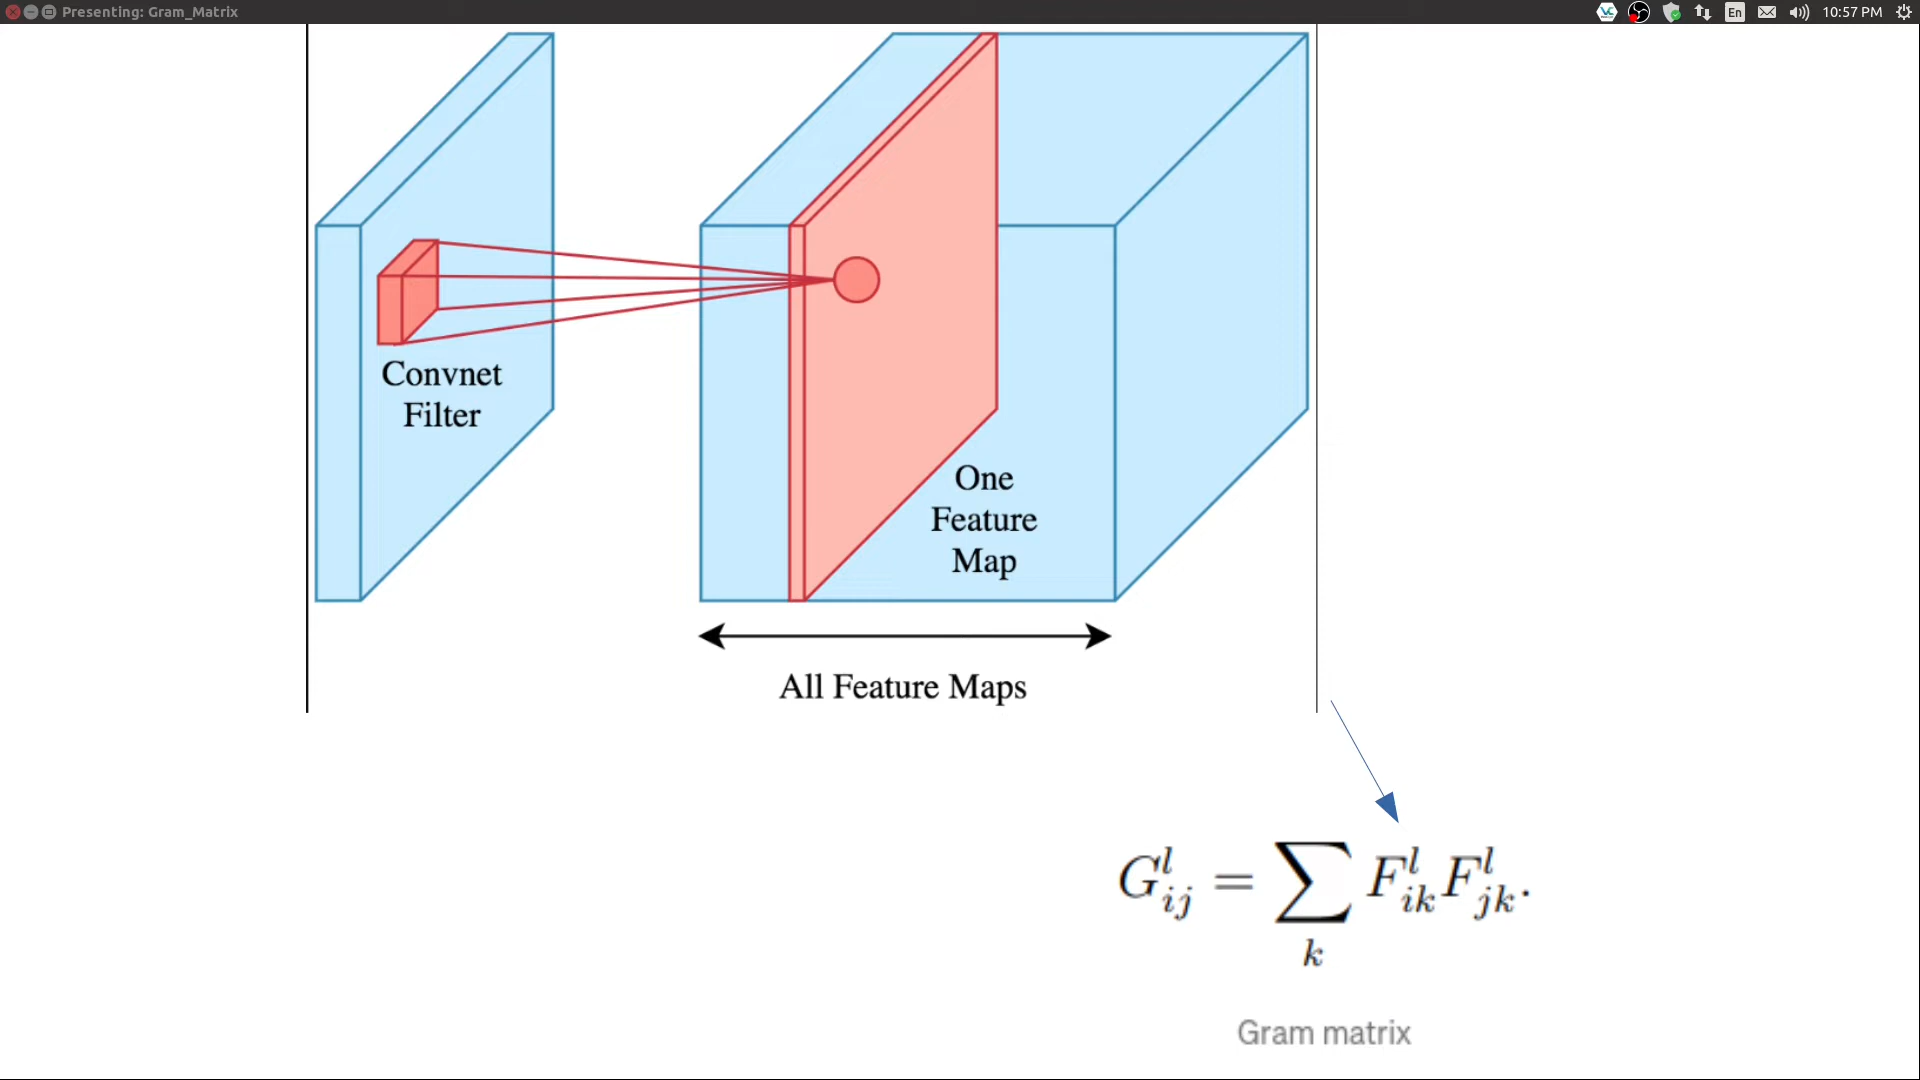 Presenting: Gram_Matrix
En
10:57 PM
Convnet
Filter
One
Feature
Map
All Feature Maps
G^l_{ij} = ∑_k F^l_{ik} F^l_{jk}.
Gram matrix